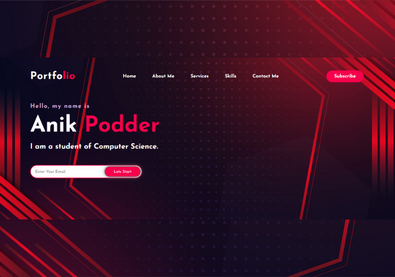 Portfolio
Home About Me Services Skills Contact Me Subscribe
Hello, my name is
Anik Podder
I am a student of Computer Science.
Enter Your Email Lets Start